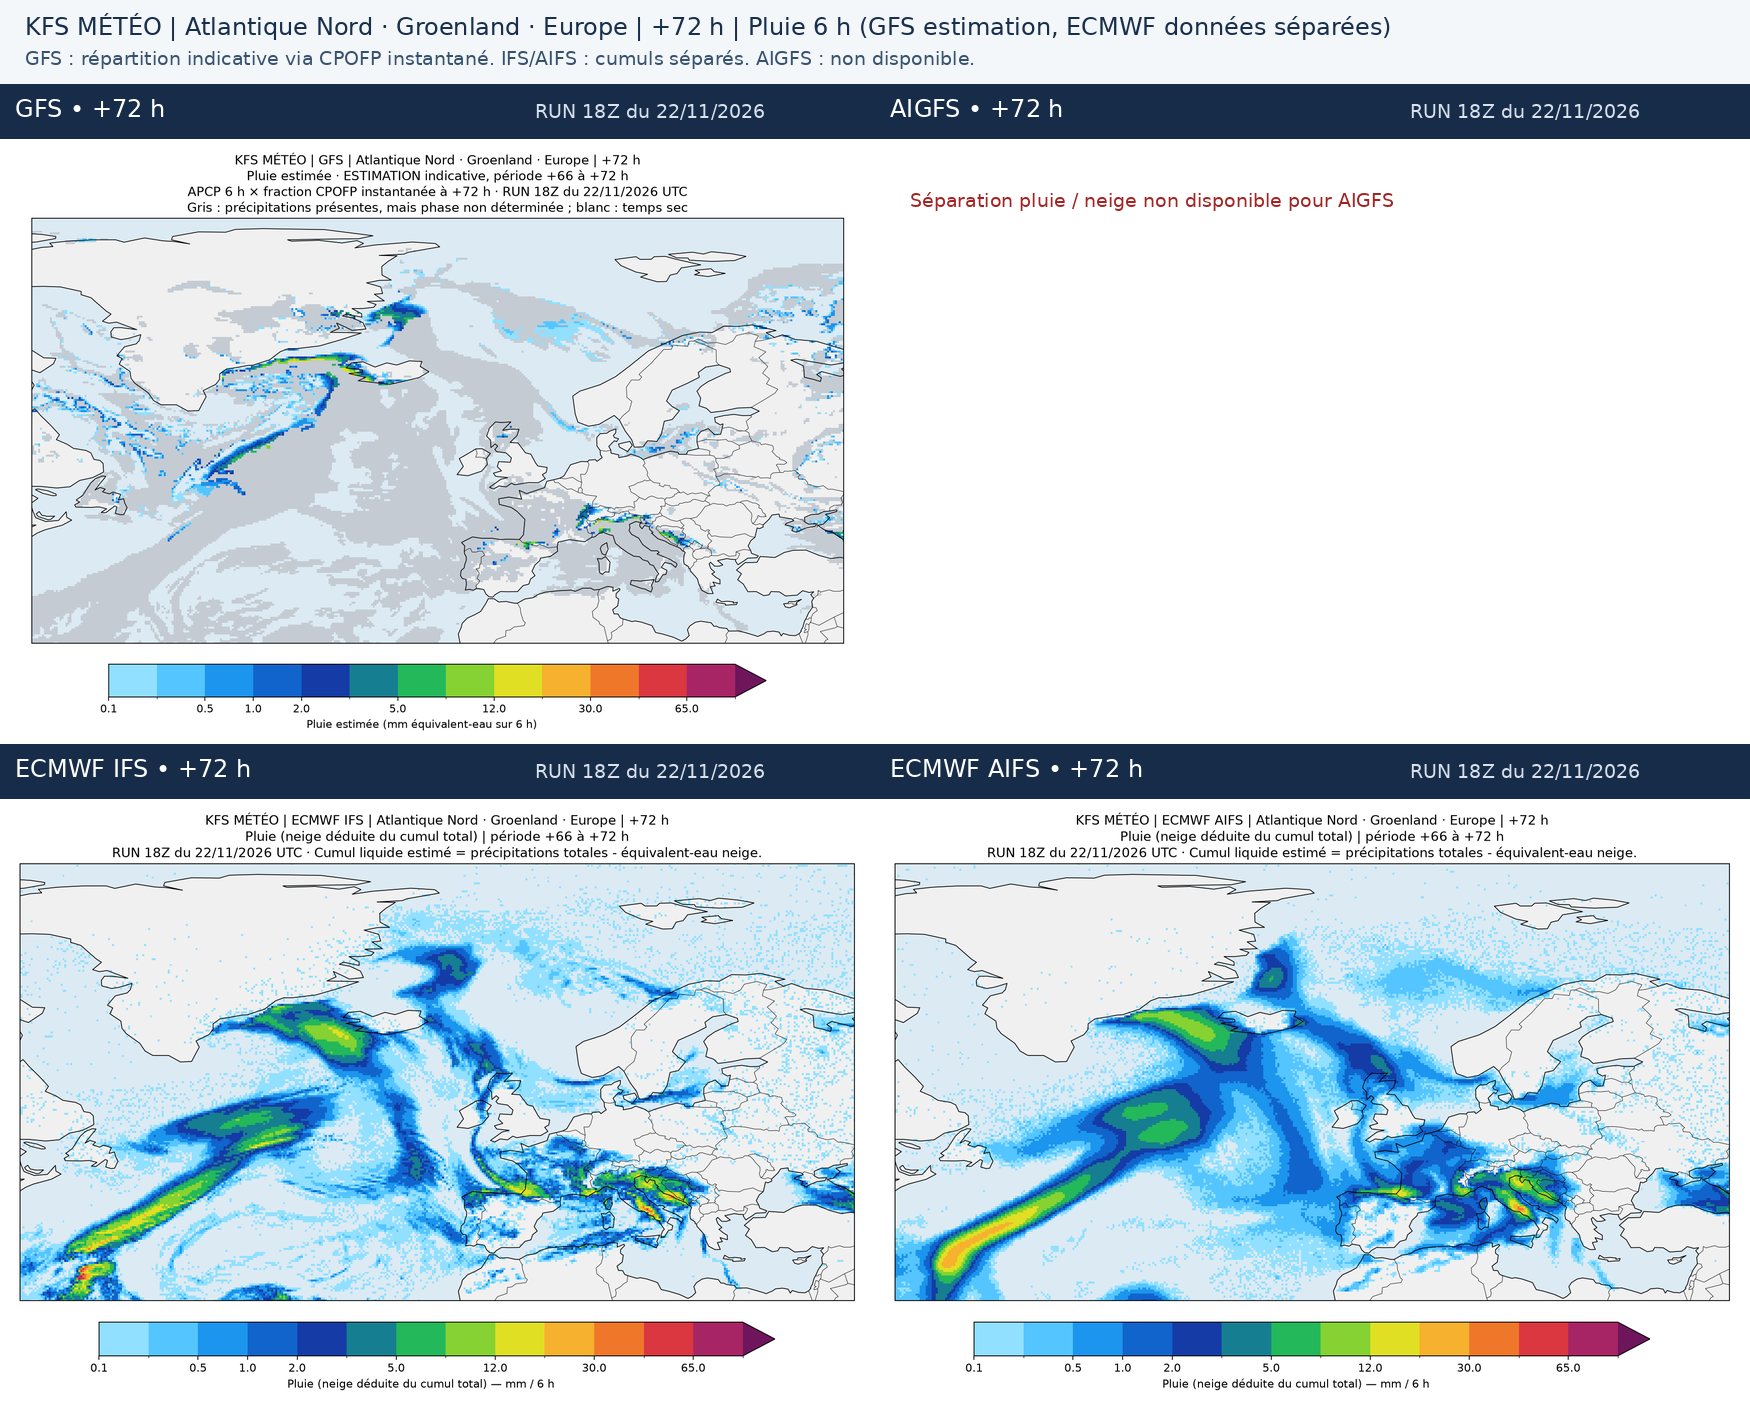 KFS MÉTÉO | Atlantique Nord · Groenland · Europe | +72 h | Pluie 6 h (GFS estimation, ECMWF données séparées)
GFS : répartition indicative via CPOFP instantané. IFS/AIFS : cumuls séparés. AIGFS : non disponible.
GFS • +72 h
RUN 18Z du 22/11/2026
AIGFS • +72 h
RUN 18Z du 22/11/2026
KFS MÉTÉO | GFS | Atlantique Nord · Groenland · Europe | +72 h
Pluie estimée · ESTIMATION indicative, période +66 à +72 h
APCP 6 h × fraction CPOFP instantanée à +72 h · RUN 18Z du 22/11/2026 UTC
Gris : précipitations présentes, mais phase non déterminée ; blanc : temps sec
Séparation pluie / neige non disponible pour AIGFS
0.1 0.5 1.0 2.0 5.0 12.0 30.0 65.0
Pluie estimée (mm équivalent-eau sur 6 h)
ECMWF IFS • +72 h
RUN 18Z du 22/11/2026
ECMWF AIFS • +72 h
RUN 18Z du 22/11/2026
KFS MÉTÉO | ECMWF IFS | Atlantique Nord · Groenland · Europe | +72 h
Pluie (neige déduite du cumul total) | période +66 à +72 h
RUN 18Z du 22/11/2026 UTC · Cumul liquide estimé = précipitations totales - équivalent-eau neige.
0.1 0.5 1.0 2.0 5.0 12.0 30.0 65.0
Pluie (neige déduite du cumul total) — mm / 6 h
KFS MÉTÉO | ECMWF AIFS | Atlantique Nord · Groenland · Europe | +72 h
Pluie (neige déduite du cumul total) | période +66 à +72 h
RUN 18Z du 22/11/2026 UTC · Cumul liquide estimé = précipitations totales - équivalent-eau neige.
0.1 0.5 1.0 2.0 5.0 12.0 30.0 65.0
Pluie (neige déduite du cumul total) — mm / 6 h